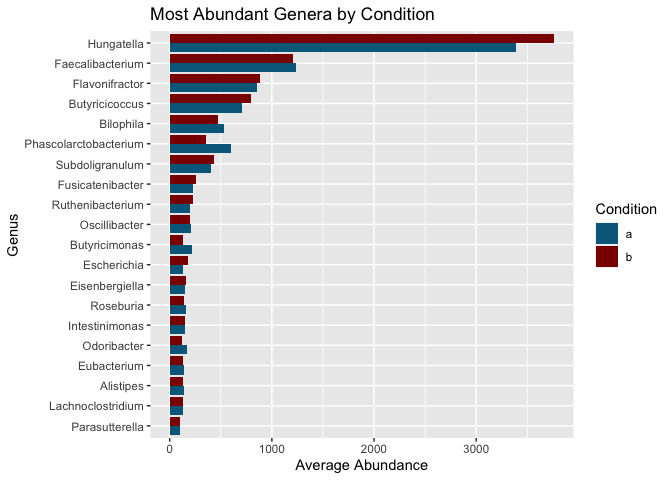 Most Abundant Genera by Condition
Hungatella
Faecalibacterium
Flavonifractor
Butyricicoccus
Bilophila
Phascolarctobacterium
Subdoligranulum
Fusicatenibacter
Ruthenibacterium
Oscillibacter
Butyricimonas
Escherichia
Eisenbergiella
Roseburia
Intestinimonas
Odoribacter
Eubacterium
Alistipes
Lachnoclostridium
Parasutterella
Genus
0 1000 2000 3000
Average Abundance
Condition
a
b